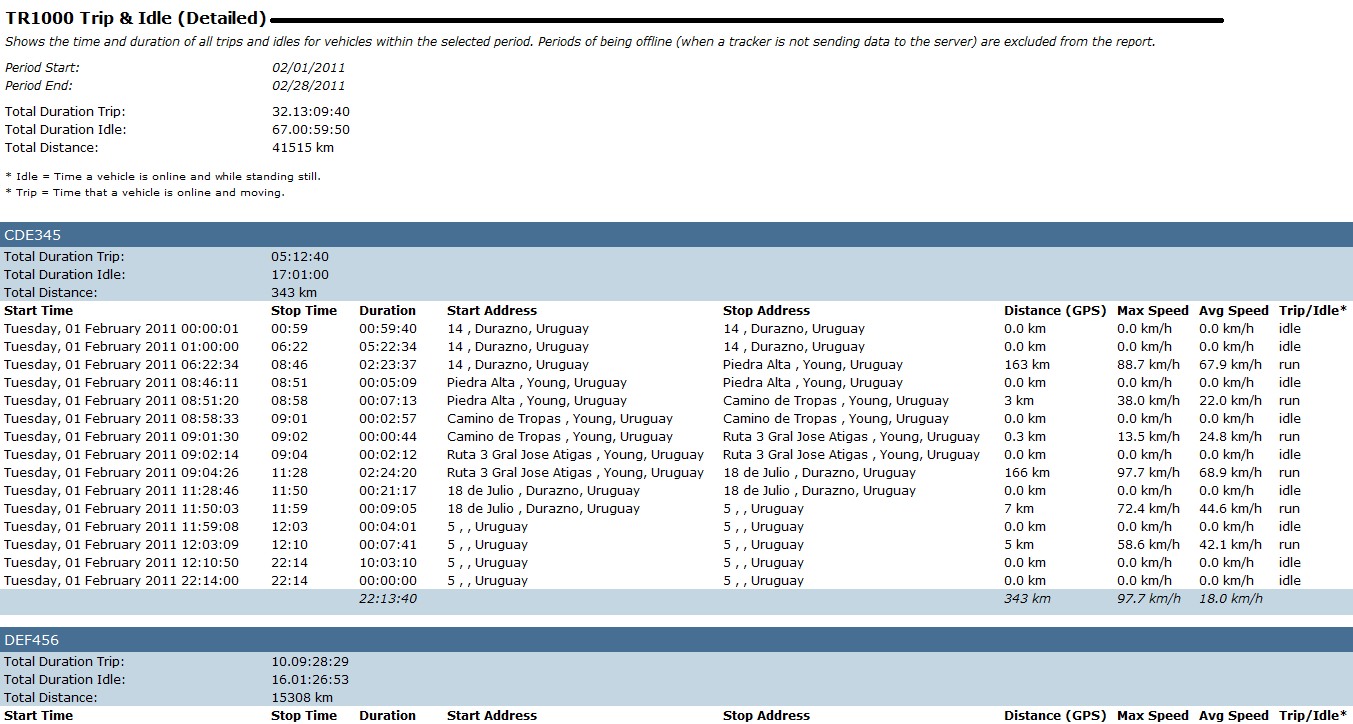 TR1000 Trip & Idle (Detailed)
Shows the time and duration of all trips and idles for vehicles within the selected period. Periods of being offline (when a tracker is not sending data to the server) are excluded from the report.
Period Start: 02/01/2011
Period End: 02/28/2011
Total Duration Trip: 32.13:09:40
Total Duration Idle: 67.00:59:50
Total Distance: 41515 km
* Idle = Time a vehicle is online and while standing still.
* Trip = Time that a vehicle is online and moving.
CDE345
Total Duration Trip: 05:12:40
Total Duration Idle: 17:01:00
Total Distance: 343 km
Start Time Stop Time Duration Start Address Stop Address Distance (GPS) Max Speed Avg Speed Trip/Idle*
Tuesday, 01 February 2011 00:00:01 00:59 00:59:40 14 , Durazno, Uruguay 14 , Durazno, Uruguay 0.0 km 0.0 km/h 0.0 km/h idle
Tuesday, 01 February 2011 01:00:00 06:22 05:22:34 14 , Durazno, Uruguay 14 , Durazno, Uruguay 0.0 km 0.0 km/h 0.0 km/h idle
Tuesday, 01 February 2011 06:22:34 08:46 02:23:37 14 , Durazno, Uruguay Piedra Alta , Young, Uruguay 163 km 88.7 km/h 67.9 km/h run
Tuesday, 01 February 2011 08:46:11 08:51 00:05:09 Piedra Alta , Young, Uruguay Piedra Alta , Young, Uruguay 0.0 km 0.0 km/h 0.0 km/h idle
Tuesday, 01 February 2011 08:51:20 08:58 00:07:13 Piedra Alta , Young, Uruguay Camino de Tropas , Young, Uruguay 3 km 38.0 km/h 22.0 km/h run
Tuesday, 01 February 2011 08:58:33 09:01 00:02:57 Camino de Tropas , Young, Uruguay Camino de Tropas , Young, Uruguay 0.0 km 0.0 km/h 0.0 km/h idle
Tuesday, 01 February 2011 09:01:30 09:02 00:00:44 Camino de Tropas , Young, Uruguay Ruta 3 Gral Jose Atigas , Young, Uruguay 0.3 km 13.5 km/h 24.8 km/h run
Tuesday, 01 February 2011 09:02:14 09:04 00:02:12 Ruta 3 Gral Jose Atigas , Young, Uruguay Ruta 3 Gral Jose Atigas , Young, Uruguay 0.0 km 0.0 km/h 0.0 km/h idle
Tuesday, 01 February 2011 09:04:26 11:28 02:24:20 Ruta 3 Gral Jose Atigas , Young, Uruguay 18 de Julio , Durazno, Uruguay 166 km 97.7 km/h 68.9 km/h run
Tuesday, 01 February 2011 11:28:46 11:50 00:21:17 18 de Julio , Durazno, Uruguay 18 de Julio , Durazno, Uruguay 0.0 km 0.0 km/h 0.0 km/h idle
Tuesday, 01 February 2011 11:50:03 11:59 00:09:05 18 de Julio , Durazno, Uruguay 5 , , Uruguay 7 km 72.4 km/h 44.6 km/h run
Tuesday, 01 February 2011 11:59:08 12:03 00:04:01 5 , , Uruguay 5 , , Uruguay 0.0 km 0.0 km/h 0.0 km/h idle
Tuesday, 01 February 2011 12:03:09 12:10 00:07:41 5 , , Uruguay 5 , , Uruguay 5 km 58.6 km/h 42.1 km/h run
Tuesday, 01 February 2011 12:10:50 22:14 10:03:10 5 , , Uruguay 5 , , Uruguay 0.0 km 0.0 km/h 0.0 km/h idle
Tuesday, 01 February 2011 22:14:00 22:14 00:00:00 5 , , Uruguay 5 , , Uruguay 0.0 km 0.0 km/h 0.0 km/h idle
22:13:40 343 km 97.7 km/h 18.0 km/h
DEF456
Total Duration Trip: 10.09:28:29
Total Duration Idle: 16.01:26:53
Total Distance: 15308 km
Start Time Stop Time Duration Start Address Stop Address Distance (GPS) Max Speed Avg Speed Trip/Idle*